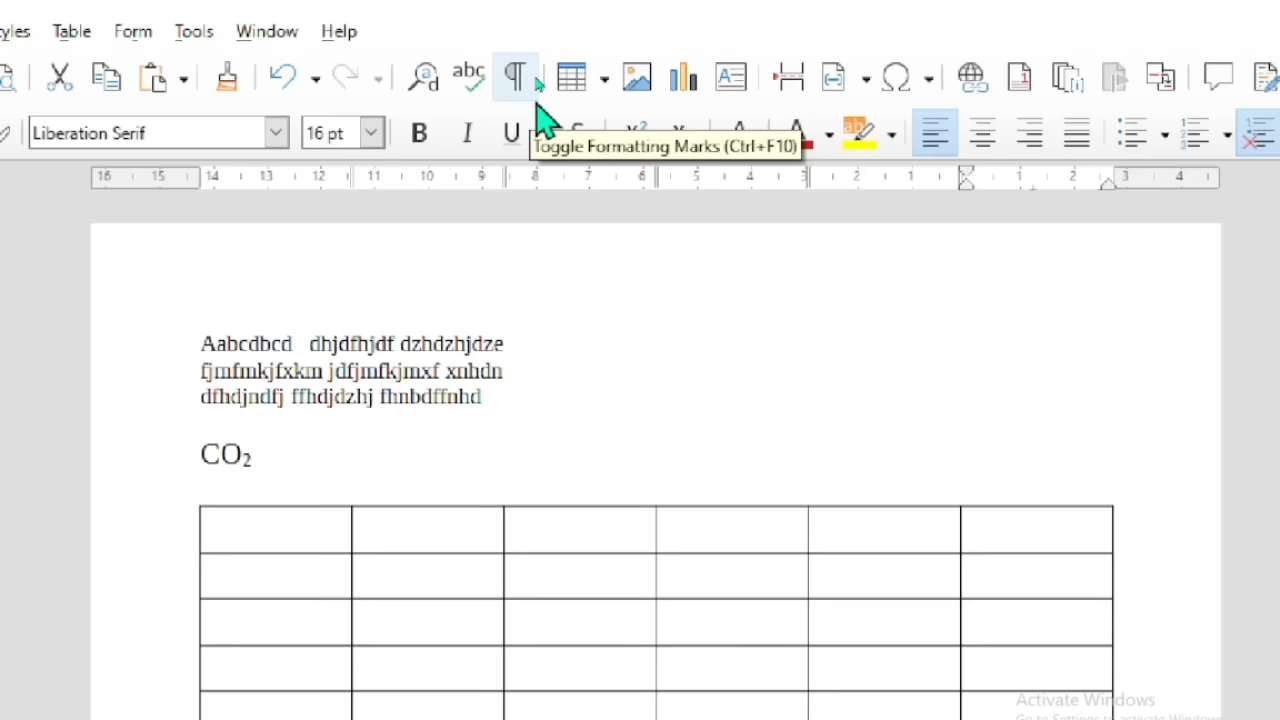 Table Form Tools Window Help
abc
Liberation Serif 16 pt B I U
Toggle Formatting Marks (Ctrl+F10)
16 15 14 13 12 11 10 9 8 7 6 5 4 3 2 1 1 2 3 4
Aabcdbcd dhjdfhjdf dzhdzhjdze
fjmfmkjfxkm jdfjmfkjmxf xnhdn
dfhdjndfj ffhdjdzhj fhnbdffnhd
CO₂
Activate Windows